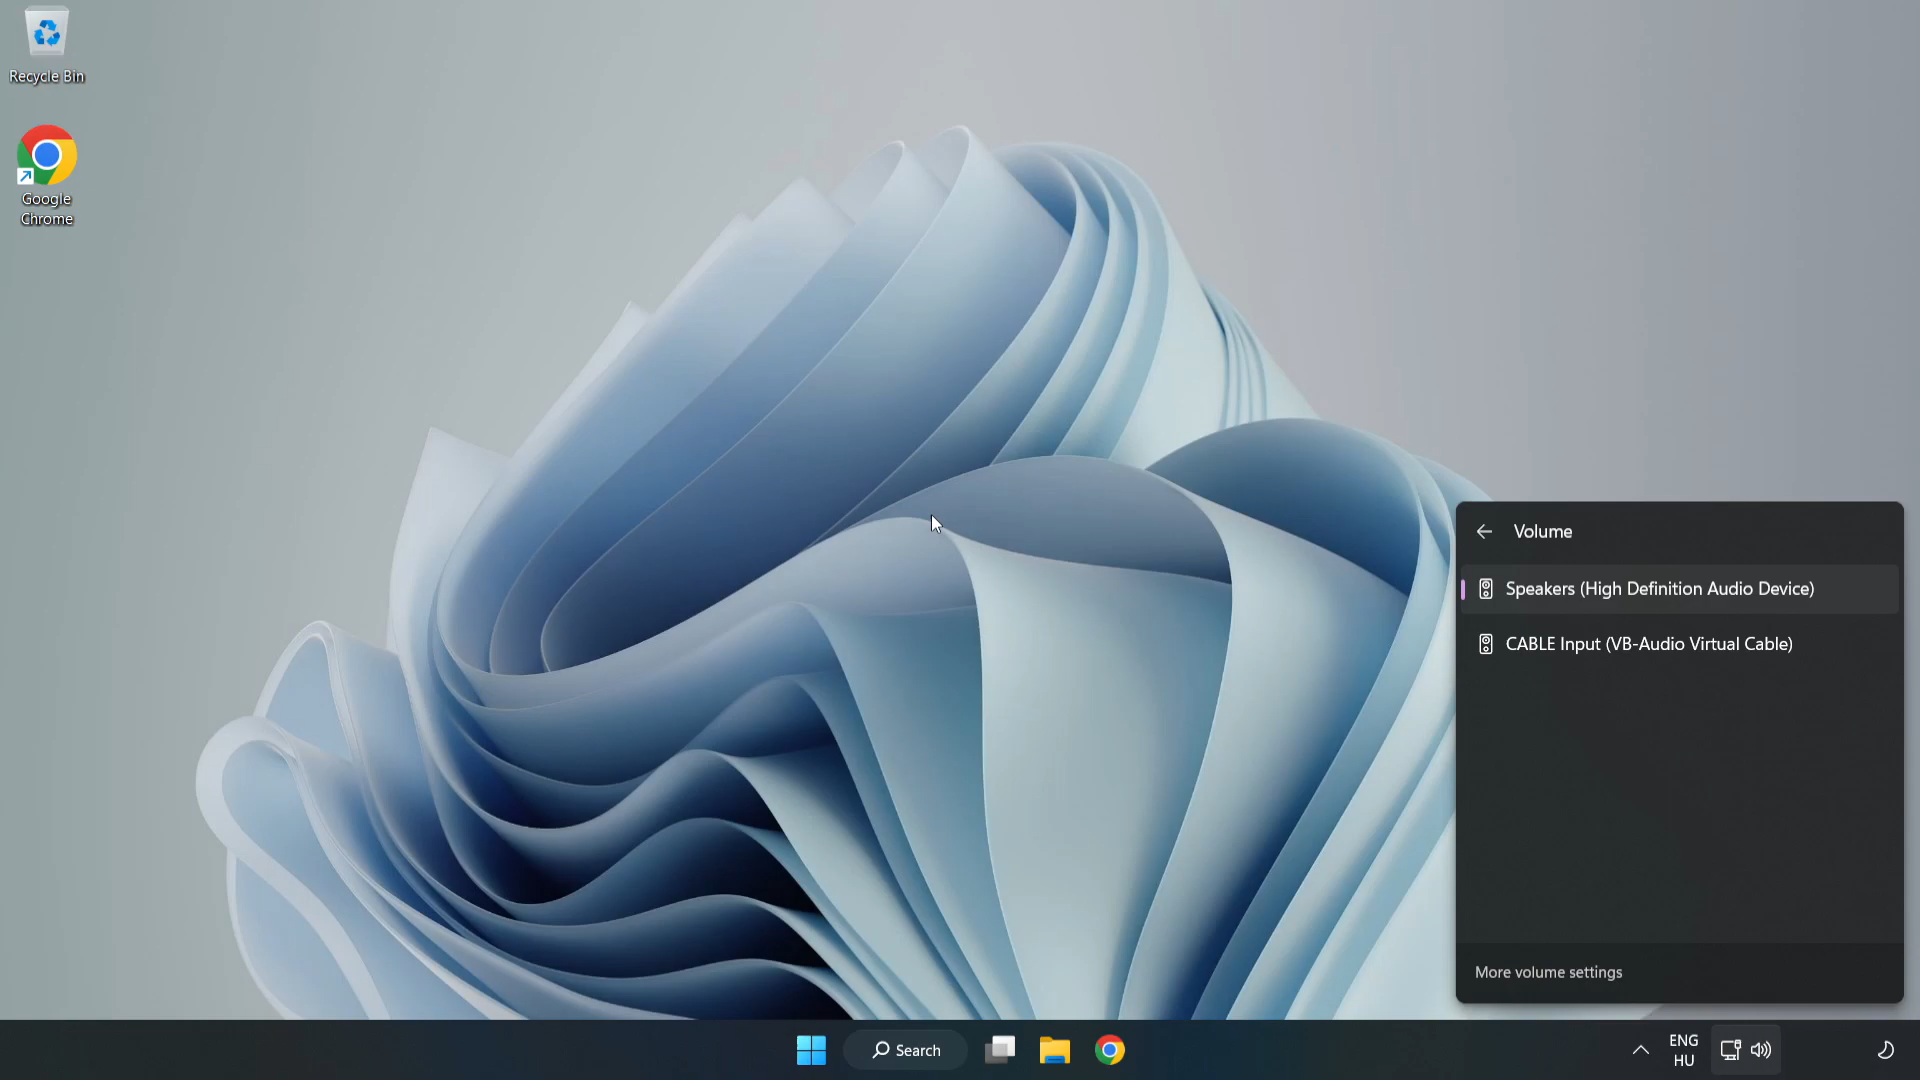 Recycle Bin
Google
Chrome
Volume
Speakers (High Definition Audio Device)
CABLE Input (VB-Audio Virtual Cable)
More volume settings
Search
ENG
HU